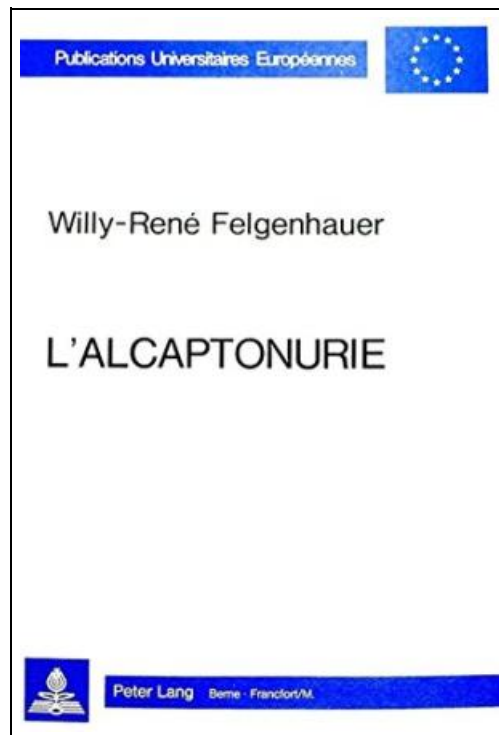 Publications Universitaires Européennes
Willy-René Felgenhauer
L'ALCAPTONURIE
Peter Lang Berne · Francfort/M.